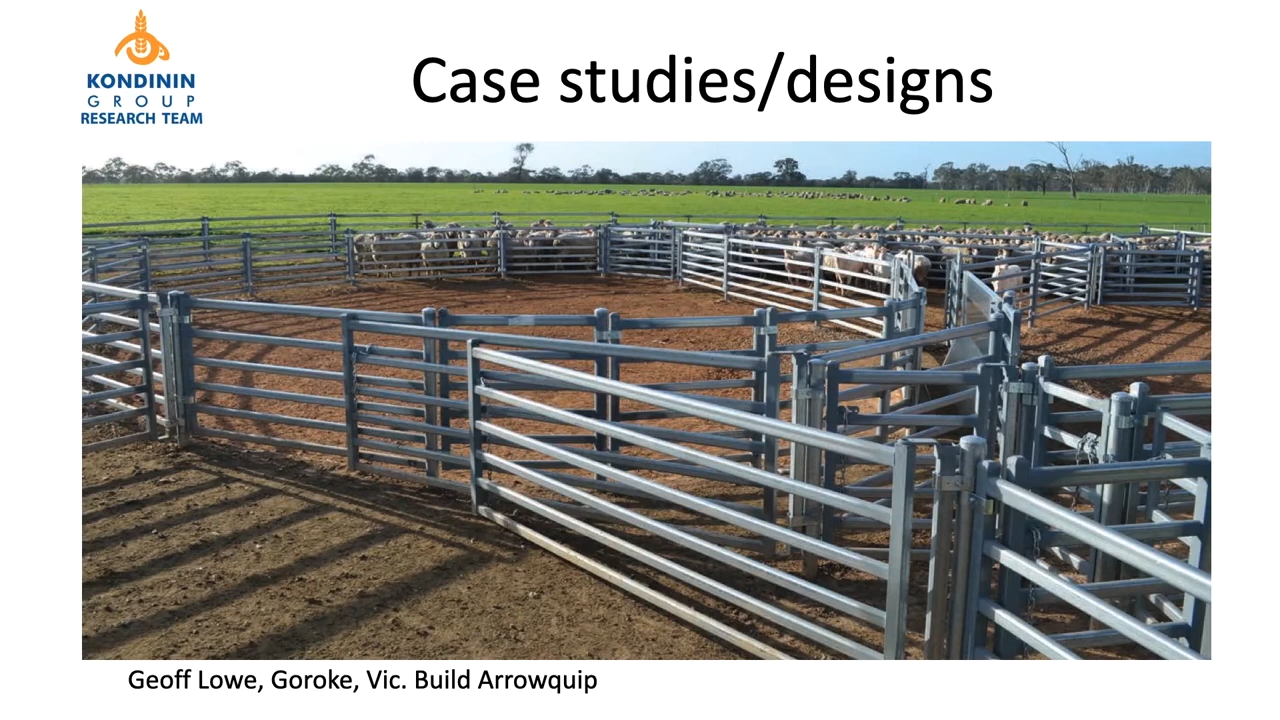 KONDININ
GROUP
RESEARCH TEAM
Case studies/designs
Geoff Lowe, Goroke, Vic. Build Arrowquip